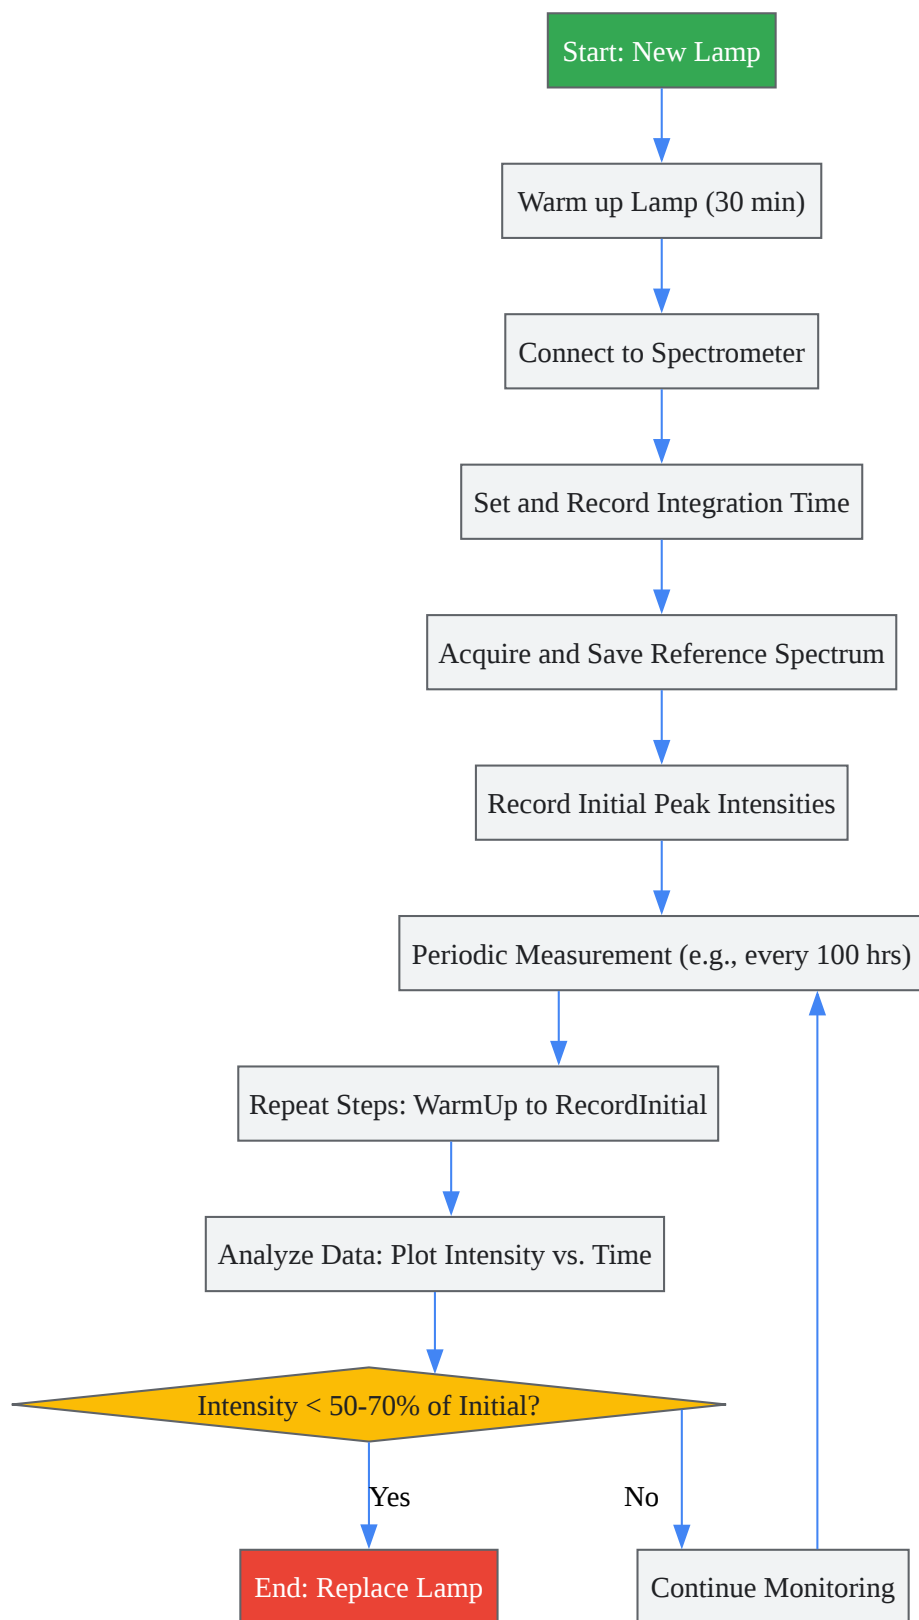 Start: New Lamp
Warm up Lamp (30 min)
Connect to Spectrometer
Set and Record Integration Time
Acquire and Save Reference Spectrum
Record Initial Peak Intensities
Periodic Measurement (e.g., every 100 hrs)
Repeat Steps: WarmUp to RecordInitial
Analyze Data: Plot Intensity vs. Time
Intensity < 50-70% of Initial?
Yes
No
End: Replace Lamp
Continue Monitoring